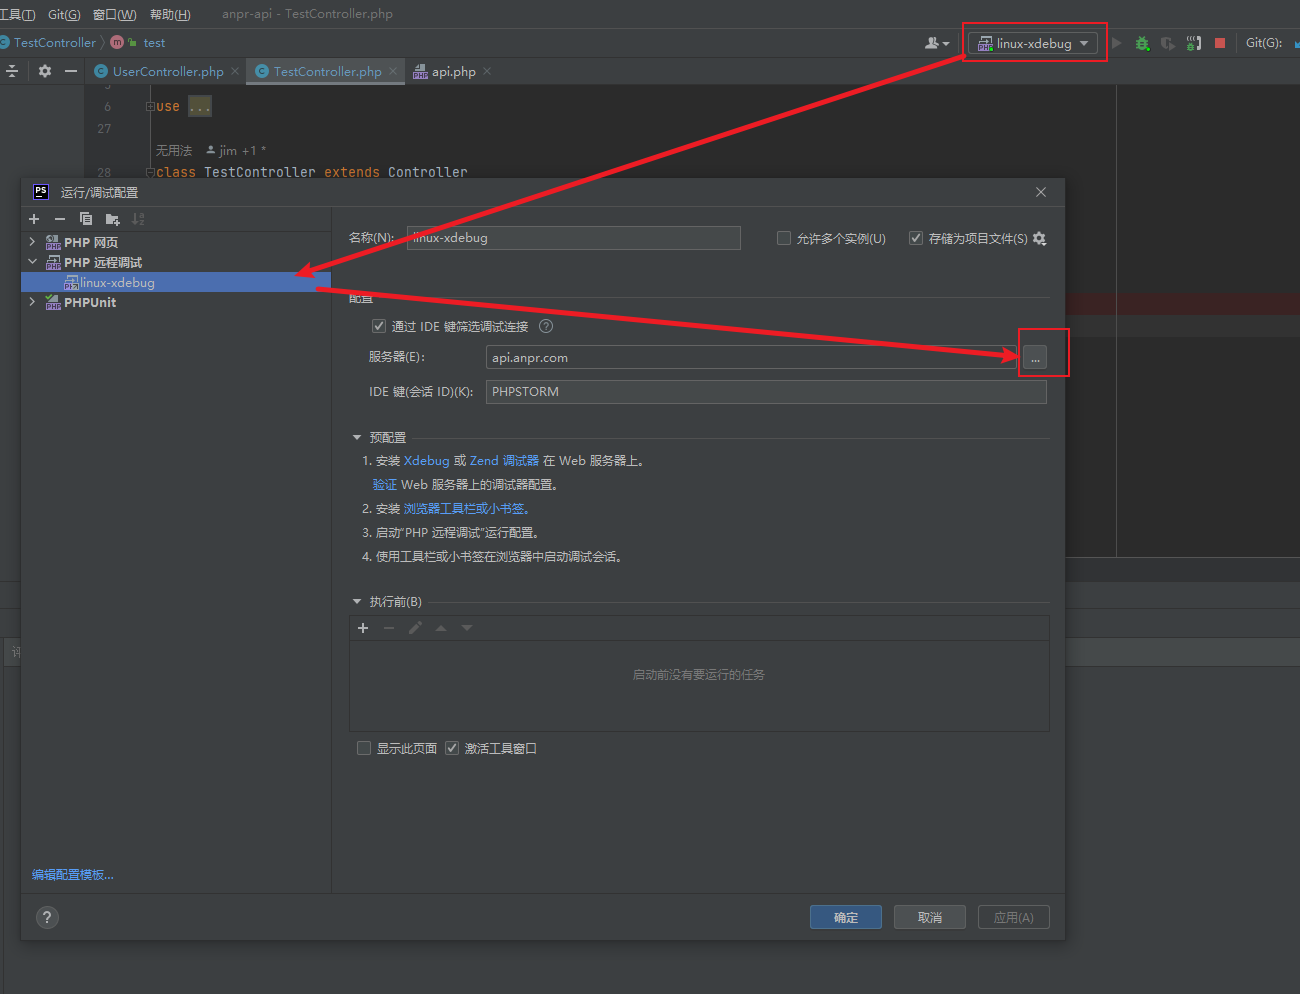 工具(T) Git(G) 窗口(W) 帮助(H) anpr-api - TestController.php
TestController m test linux-xdebug Git(G):
UserController.php TestController.php api.php
6 use ...
27
无用法 jim +1 *
28 class TestController extends Controller
运行/调试配置
PHP 网页
PHP 远程调试
linux-xdebug
PHPUnit
名称(N): linux-xdebug 允许多个实例(U) 存储为项目文件(S)
配置
通过 IDE 键筛选调试连接
服务器(E): api.anpr.com ...
IDE 键(会话 ID)(K): PHPSTORM
预配置
1. 安装 Xdebug 或 Zend 调试器 在 Web 服务器上。
验证 Web 服务器上的调试器配置。
2. 安装 浏览器工具栏或小书签。
3. 启动“PHP 远程调试”运行配置。
4. 使用工具栏或小书签在浏览器中启动调试会话。
执行前(B)
启动前没有要运行的任务
显示此页面 激活工具窗口
编辑配置模板...
? 确定 取消 应用(A)